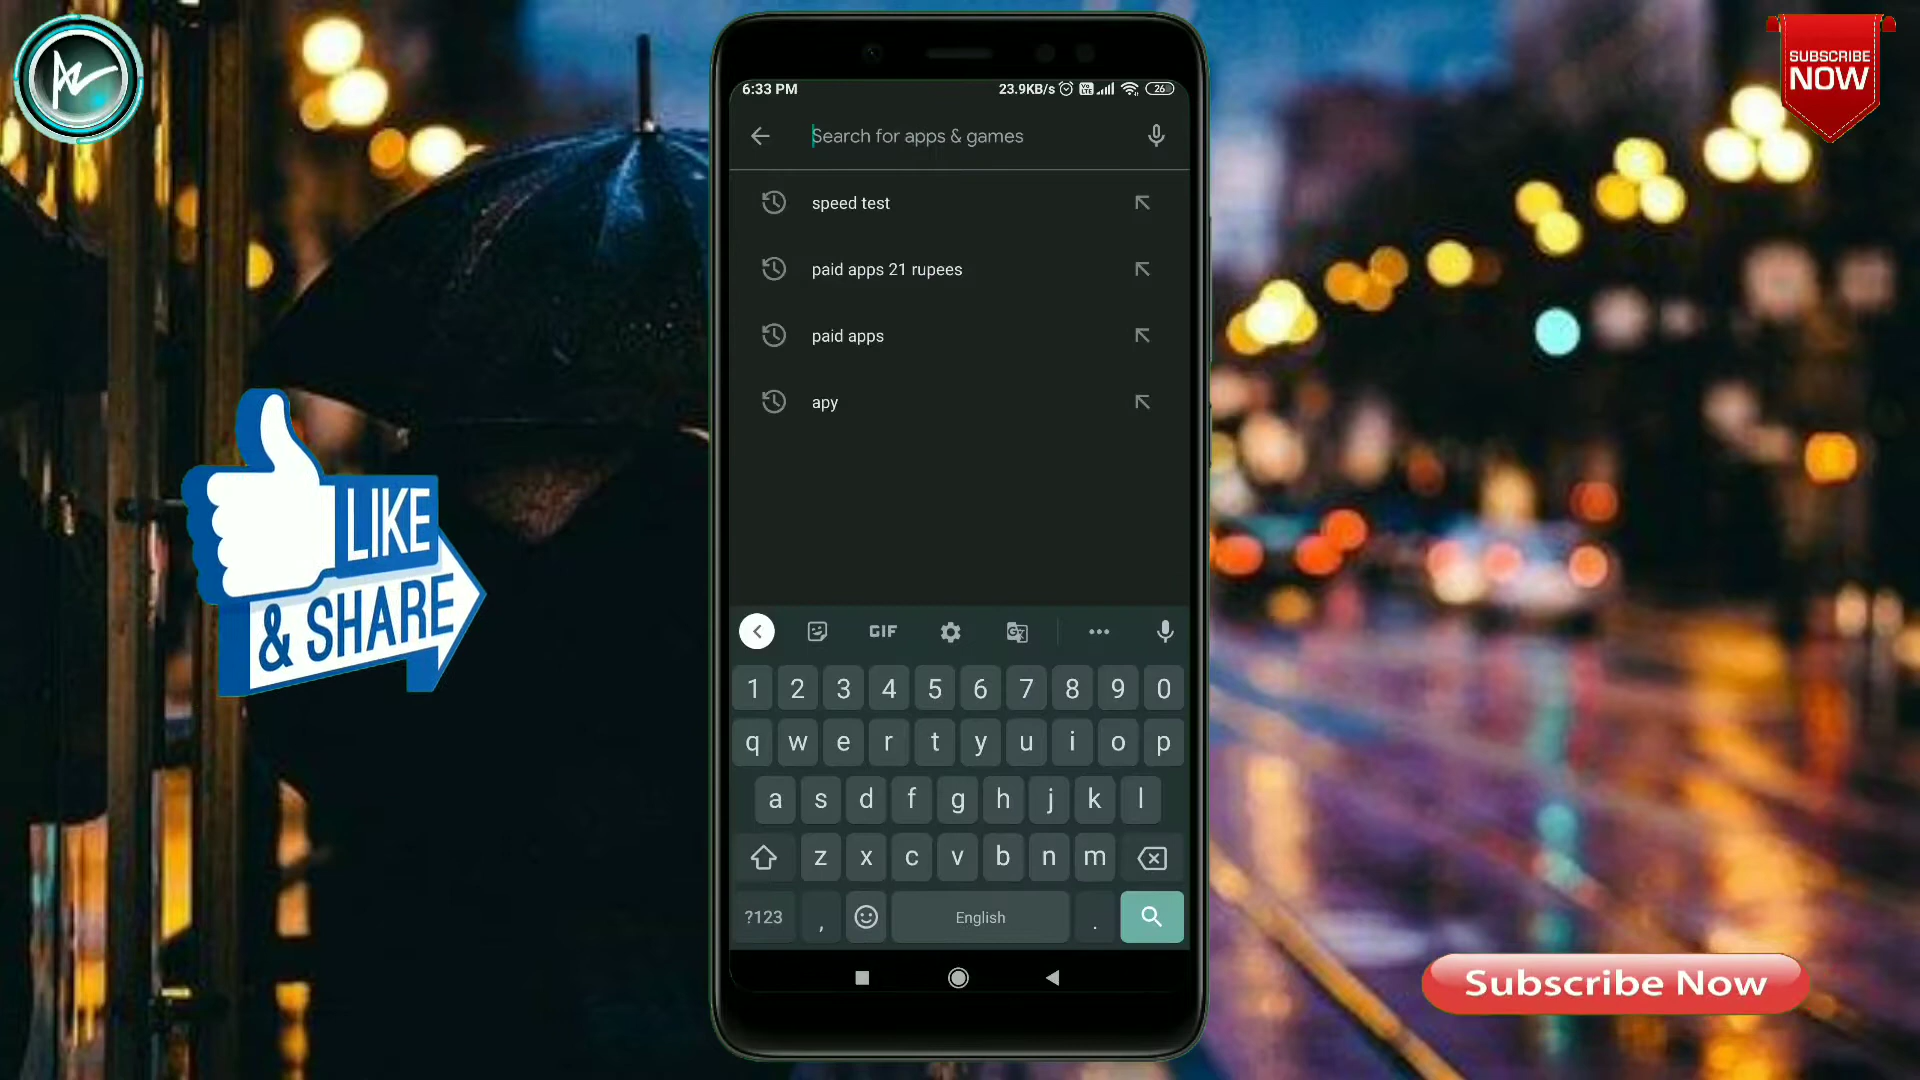 SUBSCRIBE
NOW
6:33 PM
23.9KB/s
26
Search for apps & games
speed test
paid apps 21 rupees
paid apps
apy
LIKE
& SHARE
GIF
1 2 3 4 5 6 7 8 9 0
q w e r t y u i o p
a s d f g h j k l
z x c v b n m
?123 , English .
Subscribe Now